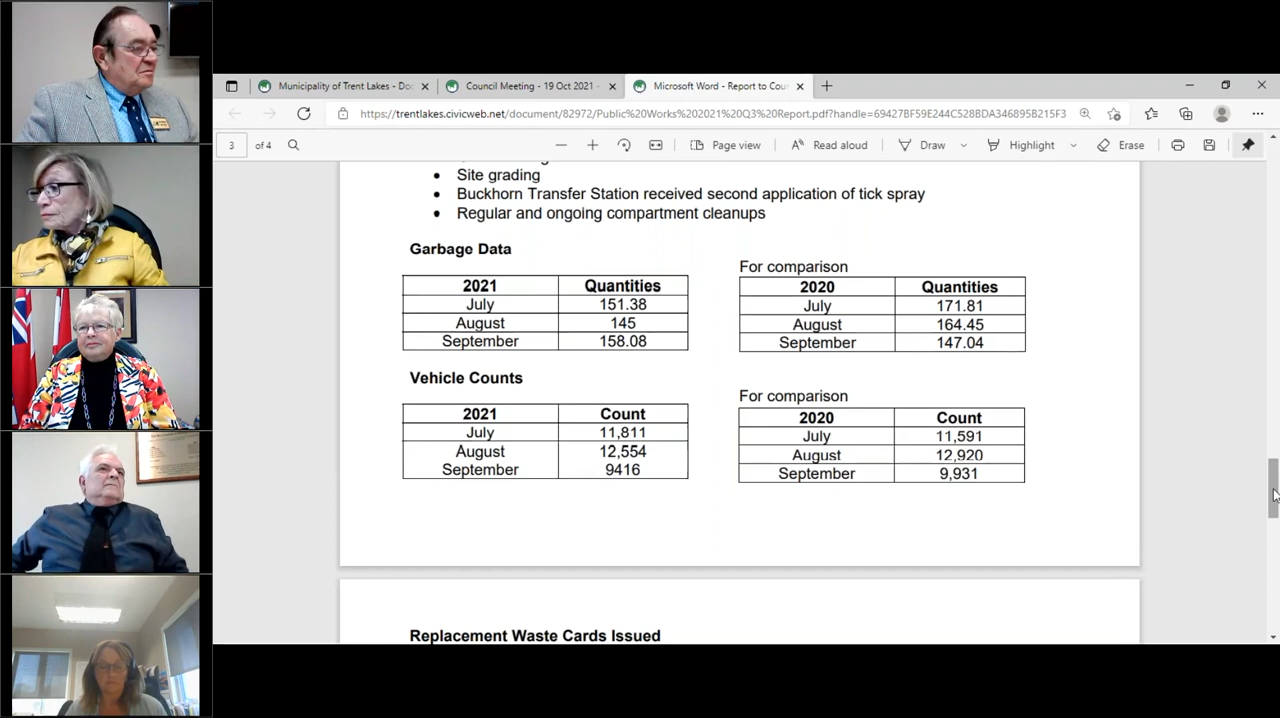 Municipality of Trent Lakes - Doc
Council Meeting - 19 Oct 2021 -
Microsoft Word - Report to Cou
https://trentlakes.civicweb.net/document/82972/Public%20Works%202021%20Q3%20Report.pdf?handle=69427BF59E244C528BDA346895B215F3
3 of 4
Page view
Read aloud
Draw
Highlight
Erase
• Site grading
• Buckhorn Transfer Station received second application of tick spray
• Regular and ongoing compartment cleanups
Garbage Data
2021 Quantities
July 151.38
August 145
September 158.08
For comparison
2020 Quantities
July 171.81
August 164.45
September 147.04
Vehicle Counts
2021 Count
July 11,811
August 12,554
September 9416
For comparison
2020 Count
July 11,591
August 12,920
September 9,931
Replacement Waste Cards Issued